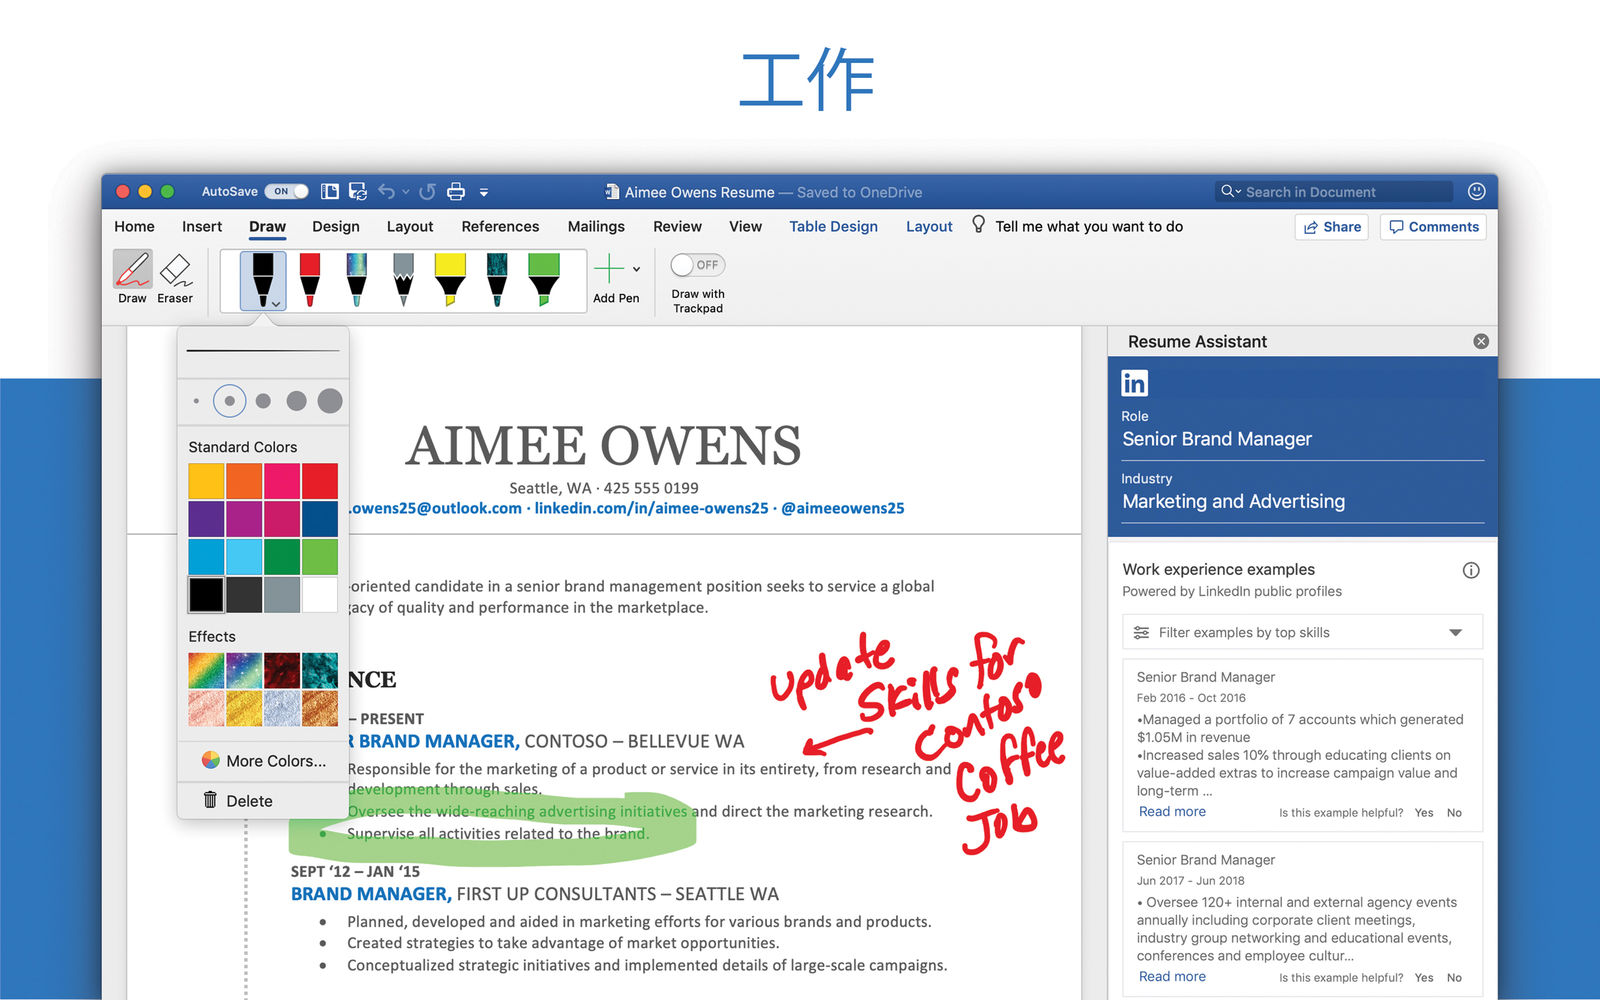 工作
AutoSave ON
Aimee Owens Resume — Saved to OneDrive
Search in Document
Home Insert Draw Design Layout References Mailings Review View Table Design Layout Tell me what you want to do
Share Comments
Draw Eraser
Add Pen
OFF
Draw with
Trackpad
Standard Colors
Effects
More Colors...
Delete
AIMEE OWENS
Seattle, WA · 425 555 0199
.owens25@outlook.com · linkedin.com/in/aimee-owens25 · @aimeeowens25
-oriented candidate in a senior brand management position seeks to service a global
gacy of quality and performance in the marketplace.
NCE
– PRESENT
R BRAND MANAGER, CONTOSO – BELLEVUE WA
Responsible for the marketing of a product or service in its entirety, from research and
development through sales.
Oversee the wide-reaching advertising initiatives and direct the marketing research.
• Supervise all activities related to the brand.
update
Skills for
Contoso
Coffee
Job
SEPT ‘12 – JAN ‘15
BRAND MANAGER, FIRST UP CONSULTANTS – SEATTLE WA
• Planned, developed and aided in marketing efforts for various brands and products.
• Created strategies to take advantage of market opportunities.
• Conceptualized strategic initiatives and implemented details of large-scale campaigns.
Resume Assistant
in
Role
Senior Brand Manager
Industry
Marketing and Advertising
Work experience examples
Powered by LinkedIn public profiles
Filter examples by top skills
Senior Brand Manager
Feb 2016 - Oct 2016
•Managed a portfolio of 7 accounts which generated
$1.05M in revenue
•Increased sales 10% through educating clients on
value-added extras to increase campaign value and
long-term ...
Read more Is this example helpful? Yes No
Senior Brand Manager
Jun 2017 - Jun 2018
• Oversee 120+ internal and external agency events
annually including corporate client meetings,
industry group networking and educational events,
conferences and employee cultur...
Read more Is this example helpful? Yes No